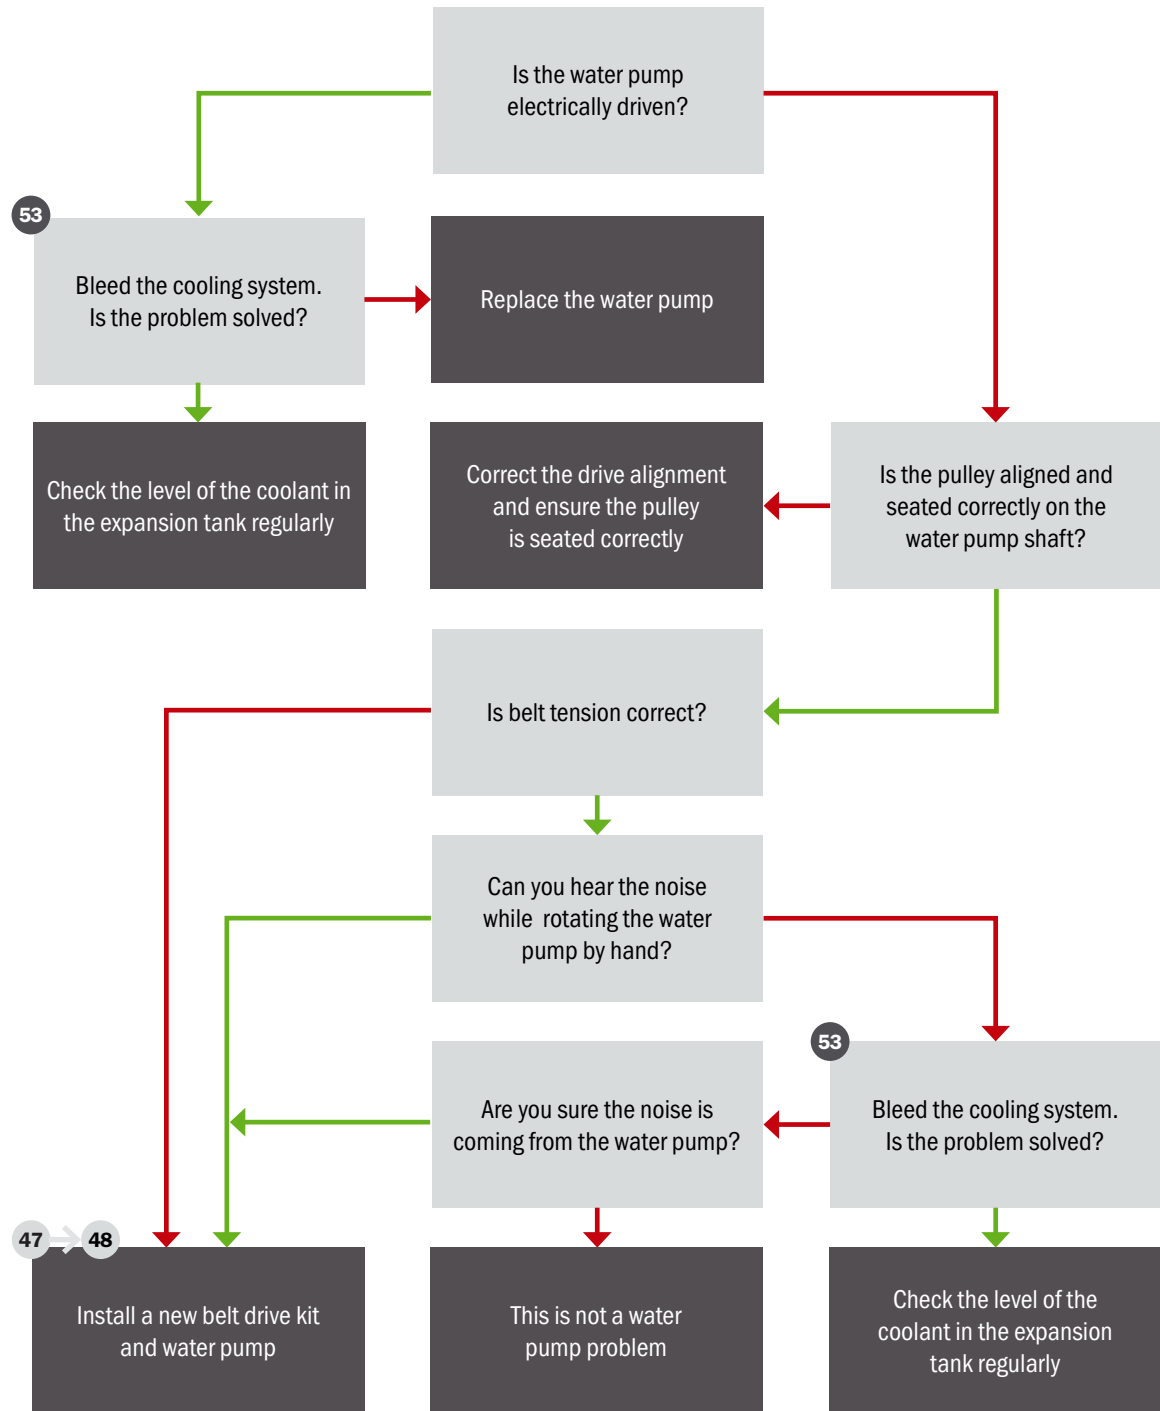 Is the water pump
electrically driven?
53
Bleed the cooling system.
Is the problem solved?
Replace the water pump
Check the level of the coolant in
the expansion tank regularly
Correct the drive alignment
and ensure the pulley
is seated correctly
Is the pulley aligned and
seated correctly on the
water pump shaft?
Is belt tension correct?
Can you hear the noise
while rotating the water
pump by hand?
Are you sure the noise is
coming from the water pump?
53
Bleed the cooling system.
Is the problem solved?
47 48
Install a new belt drive kit
and water pump
This is not a water
pump problem
Check the level of the
coolant in the expansion
tank regularly